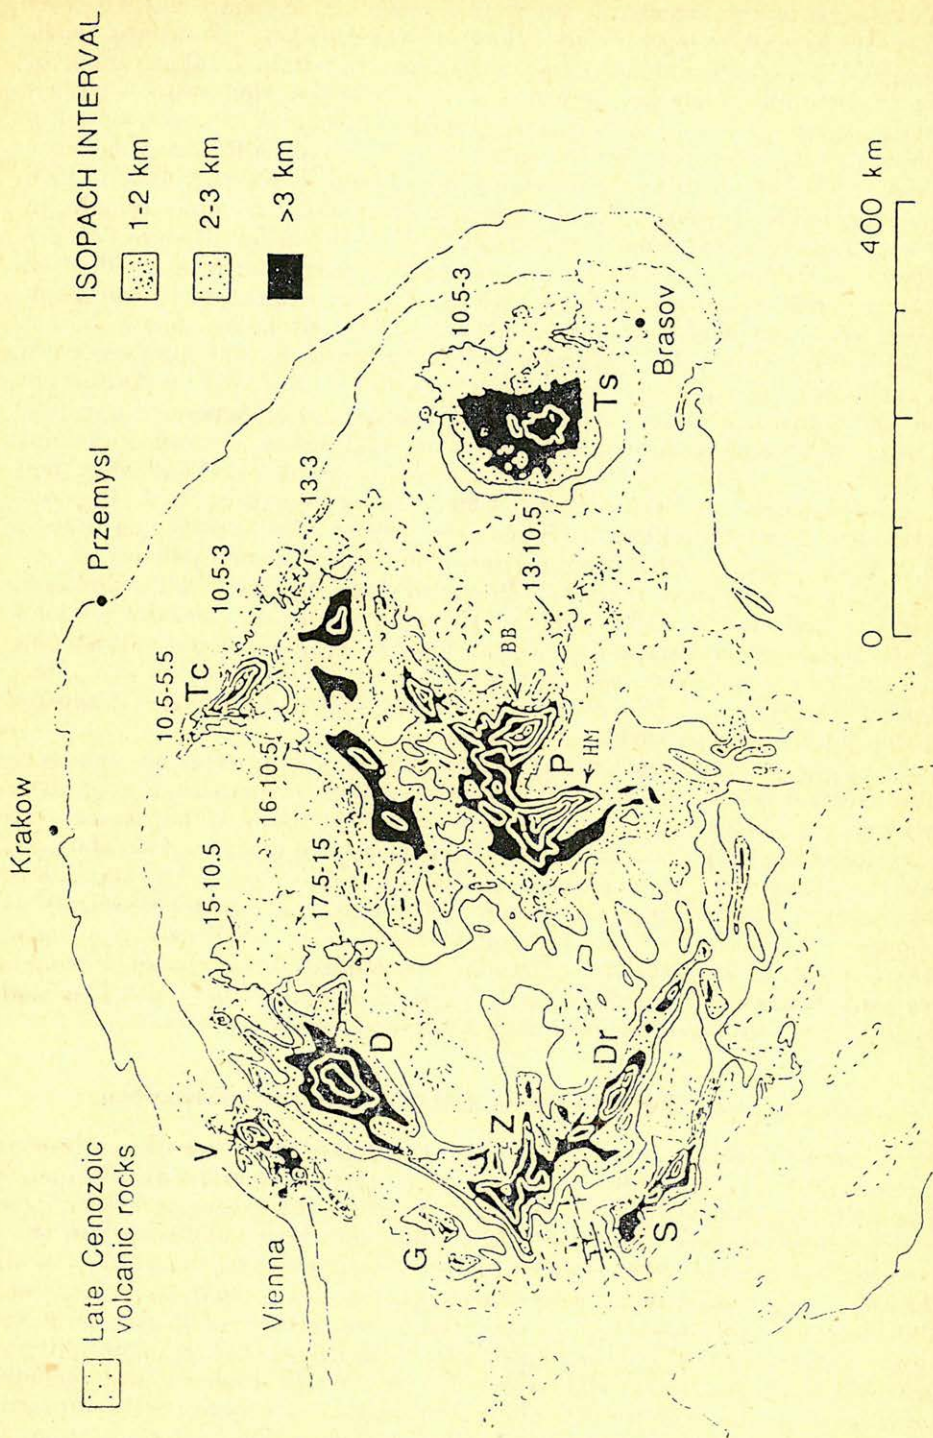 Late Cenozoic
volcanic rocks
ISOPACH INTERVAL
1-2 km
2-3 km
>3 km
Krakow
Przemysl
Vienna
Brasov
V
D
G
Z
Dr
S
P
Tc
Ts
BB
HM
15-10.5
17.5-15
16-10.5
10.5-5.5
10.5-3
13-3
10.5-3
13-10.5
0
400 km